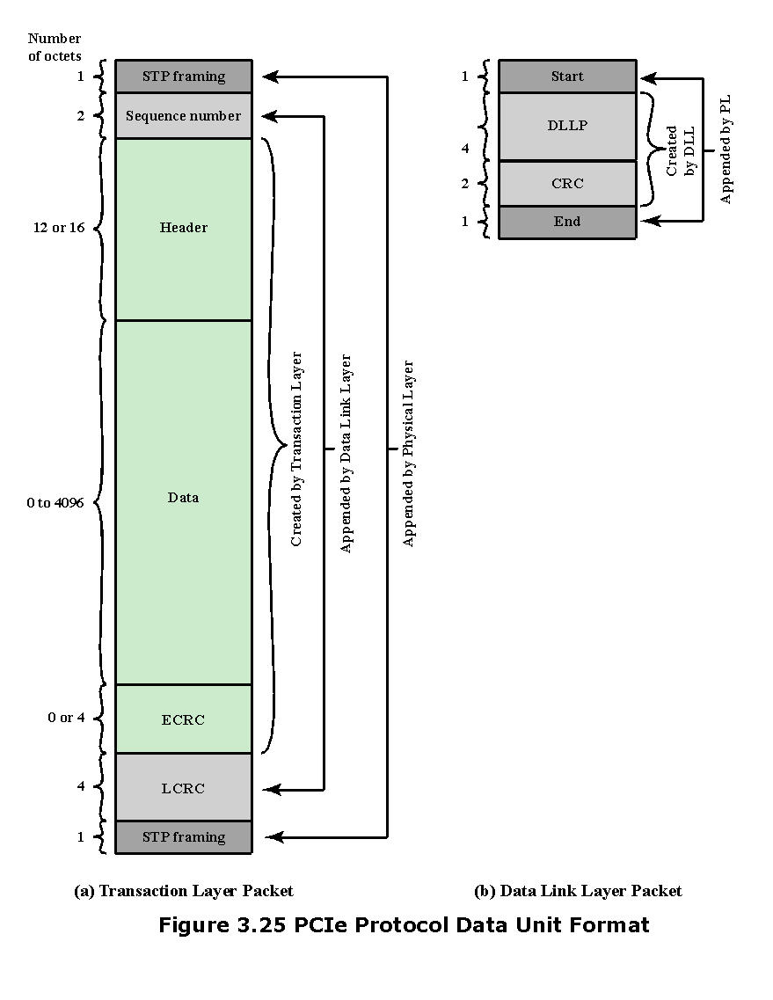 Number
of octets
1
STP framing
2
Sequence number
12 or 16
Header
0 to 4096
Data
0 or 4
ECRC
4
LCRC
1
STP framing
Created by Transaction Layer
Appended by Data Link Layer
Appended by Physical Layer
(a) Transaction Layer Packet
1
Start
4
DLLP
2
CRC
1
End
Created
by DLL
Appended by PL
(b) Data Link Layer Packet
Figure 3.25 PCIe Protocol Data Unit Format